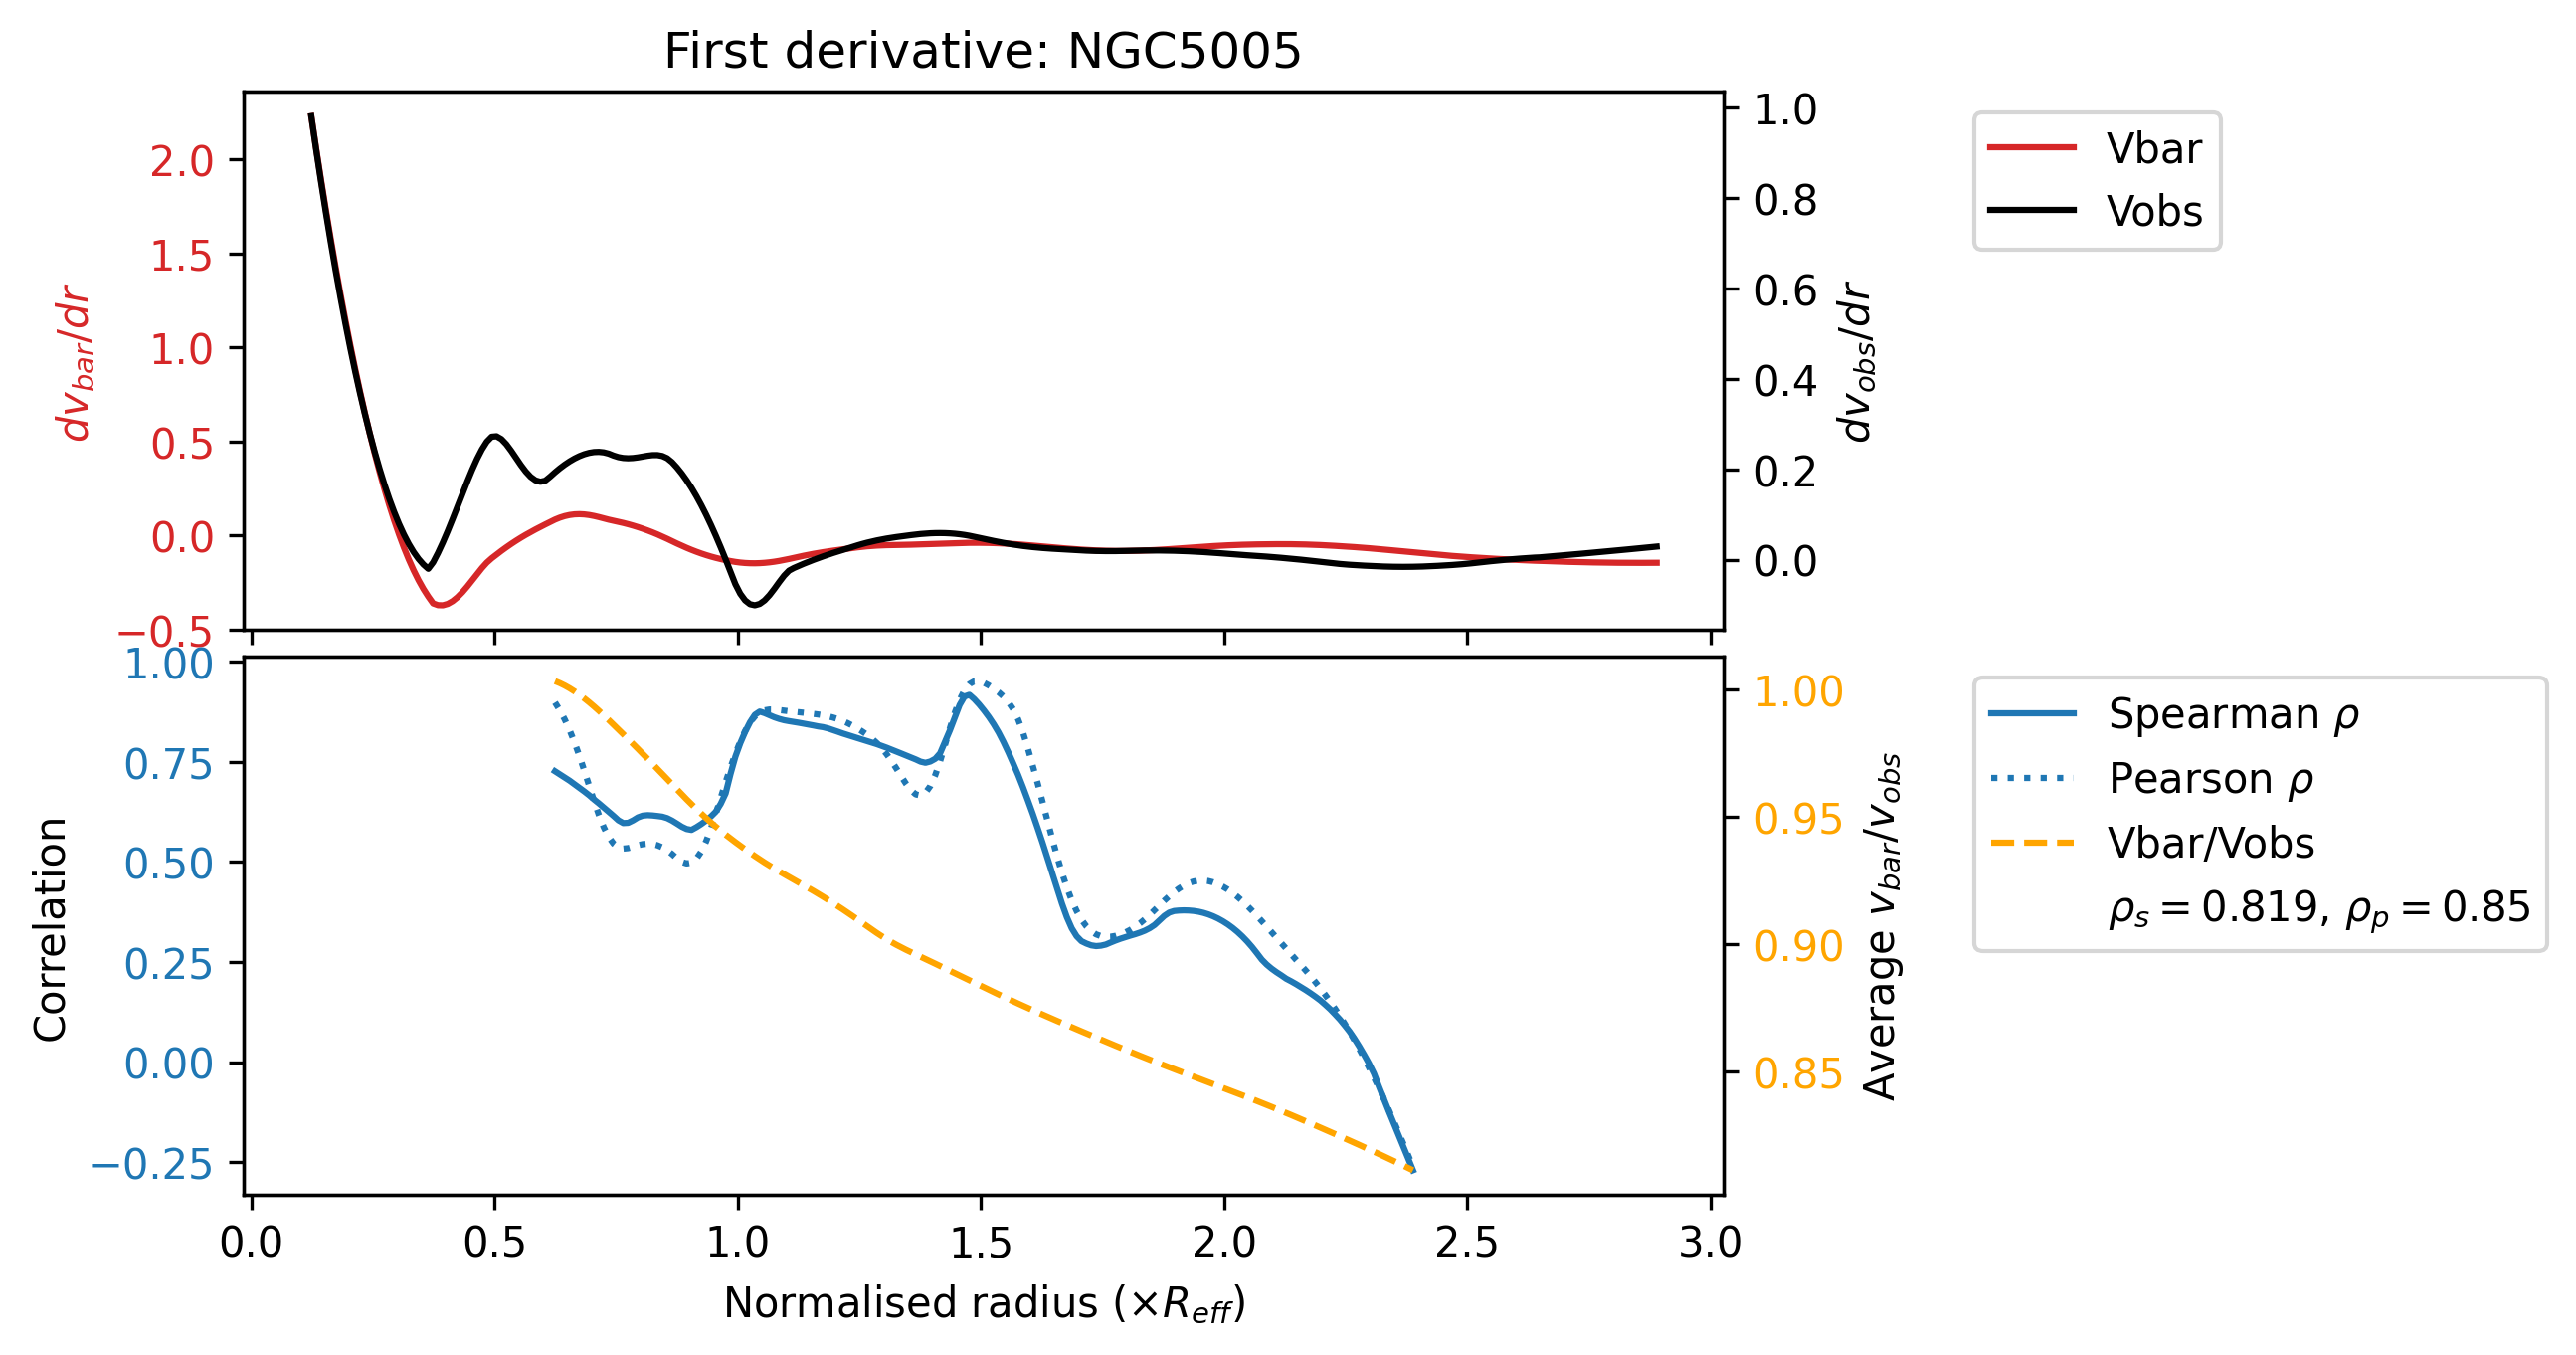 First derivative: NGC5005
2.0
1.5
1.0
0.5
0.0
−0.5
dv_bar/dr
1.0
0.8
0.6
0.4
0.2
0.0
dv_obs/dr
Vbar
Vobs
1.00
0.75
0.50
0.25
0.00
−0.25
Correlation
1.00
0.95
0.90
0.85
Average v_bar/v_obs
Spearman ρ
Pearson ρ
Vbar/Vobs
ρ_s = 0.819, ρ_p = 0.85
0.0 0.5 1.0 1.5 2.0 2.5 3.0
Normalised radius (×R_eff)